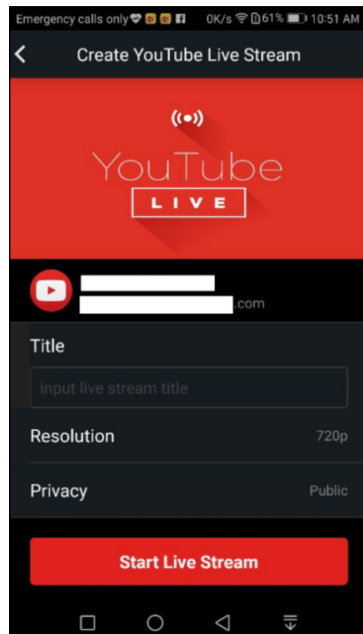 Emergency calls only 0K/s 61% 10:51 AM
Create YouTube Live Stream
YouTube
LIVE
.com
Title
input live stream title
Resolution 720p
Privacy Public
Start Live Stream